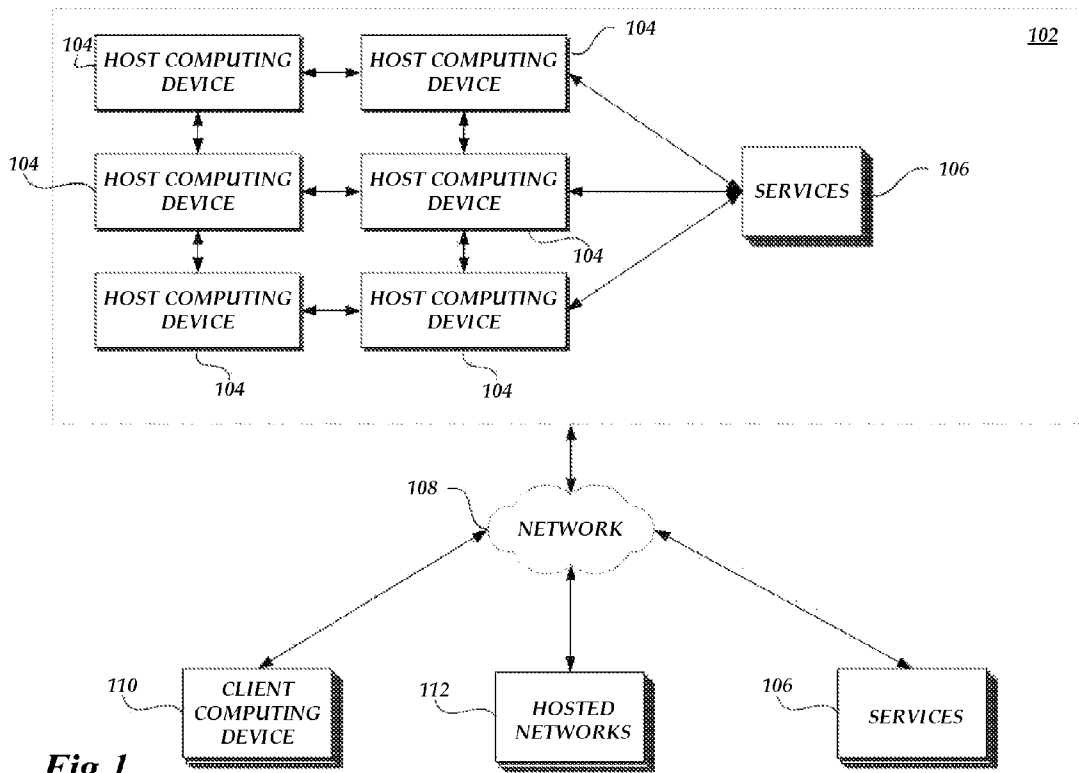 104
HOST COMPUTING
DEVICE
104
HOST COMPUTING
DEVICE
102
104
HOST COMPUTING
DEVICE
HOST COMPUTING
DEVICE
104
SERVICES
106
HOST COMPUTING
DEVICE
104
HOST COMPUTING
DEVICE
104
108
NETWORK
110
CLIENT
COMPUTING
DEVICE
112
HOSTED
NETWORKS
106
SERVICES
Fig.1